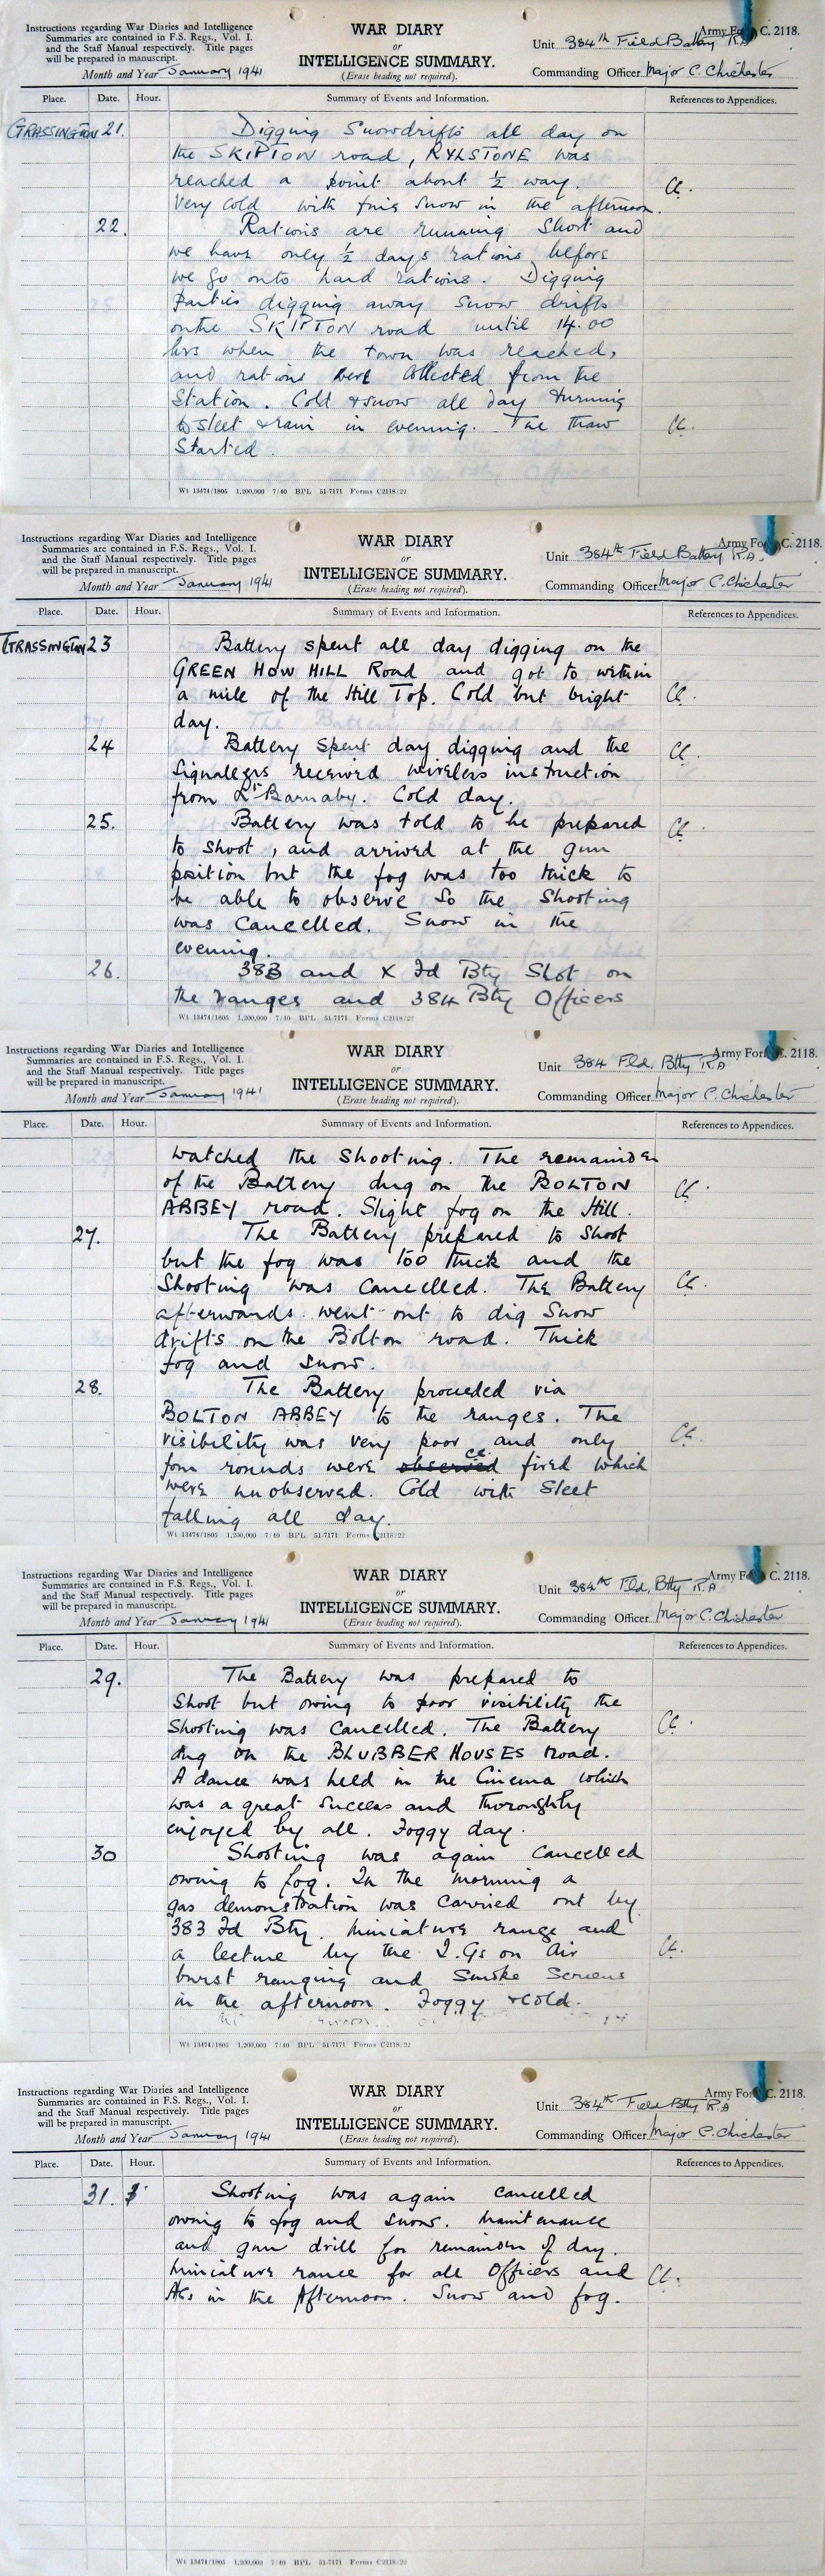 Instructions regarding War Diaries and Intelligence
Summaries are contained in F.S. Regs., Vol. I.
and the Staff Manual respectively. Title pages
will be prepared in manuscript.
Month and Year January 1941
WAR DIARY
or
INTELLIGENCE SUMMARY.
(Erase heading not required).
Army Fo C. 2118.
Unit 384th Field Battery R.A
Commanding Officer Major C. Chichester
Place. Date. Hour. Summary of Events and Information. References to Appendices.
GRASSINGTON 21. Digging Snowdrifts all day on
the SKIPTON road, RYLSTONE was
reached a point about ½ way. CC.
Very cold with fine snow in the afternoon.
22. Rations are running short and
we have only ½ days rations before
we go onto hard rations. Digging
Parties digging away snow drifts
on the SKIPTON road until 14.00
hrs when the town was reached,
and rations were collected from the
Station. Cold & snow all day turning
to sleet & rain in evening. The thaw CC.
Started.
Wt 13474/1805 1,200,000 7/40 BPL 51-7171 Forms C2118/22
Instructions regarding War Diaries and Intelligence
Summaries are contained in F.S. Regs., Vol. I.
and the Staff Manual respectively. Title pages
will be prepared in manuscript.
Month and Year January 1941
WAR DIARY
or
INTELLIGENCE SUMMARY.
(Erase heading not required).
Army Fo C. 2118.
Unit 384th Field Battery R.A.
Commanding Officer Major C. Chichester
Place. Date. Hour. Summary of Events and Information. References to Appendices.
GRASSINGTON 23 Battery spent all day digging on the
GREEN HOW HILL Road and got to within
a mile of the Hill Top. Cold but bright CC.
day.
24 Battery spent day digging and the CC.
Signallers received wireless instruction
from Lt Barnaby. Cold day.
25. Battery was told to be prepared CC.
to shoot, and arrived at the gun
position but the fog was too thick to
be able to observe so the shooting
was cancelled. Snow in the
evening.
26. 383 and X Fd Bty Shot on
the ranges and 384 Bty Officers
Wt 13474/1805 1,200,000 7/40 BPL 51-7171 Forms C2118/22
Instructions regarding War Diaries and Intelligence
Summaries are contained in F.S. Regs., Vol. I.
and the Staff Manual respectively. Title pages
will be prepared in manuscript.
Month and Year January 1941
WAR DIARY
or
INTELLIGENCE SUMMARY.
(Erase heading not required).
Army Fo C. 2118.
Unit 384 Fld. Btty R.A
Commanding Officer Major C. Chichester
Place. Date. Hour. Summary of Events and Information. References to Appendices.
watched the shooting. The remainder
of the Battery dug on the BOLTON CC.
ABBEY road. Slight fog on the Hill.
27. The Battery prepared to shoot
but the fog was too thick and the
Shooting was cancelled. The Battery CC.
afterwards went out to dig Snow
drifts on the Bolton road. Thick
fog and snow.
28. The Battery proceeded via
BOLTON ABBEY to the ranges. The
visibility was very poor and only CC.
four rounds were observed CC. fired which
were unobserved. Cold with Sleet
falling all day.
Wt 13474/1805 1,200,000 7/40 BPL 51-7171 Forms C2118/22
Instructions regarding War Diaries and Intelligence
Summaries are contained in F.S. Regs., Vol. I.
and the Staff Manual respectively. Title pages
will be prepared in manuscript.
Month and Year January 1941
WAR DIARY
or
INTELLIGENCE SUMMARY.
(Erase heading not required).
Army Fo C. 2118.
Unit 384th Fld. Btty R.A
Commanding Officer Major C. Chichester
Place. Date. Hour. Summary of Events and Information. References to Appendices.
29. The Battery was prepared to
Shoot but owing to poor visibility the
Shooting was cancelled. The Battery CC.
dug on the BLUBBER HOUSES road.
A dance was held in the Cinema which
was a great success and thoroughly
enjoyed by all. Foggy day.
30 Shooting was again cancelled
owing to fog. In the morning a
gas demonstration was carried out by
383 Fd Bty. Miniature range and
a lecture by the I.Gs on Air CC.
burst ranging and Smoke Screens
in the afternoon. Foggy & cold.
Wt 13474/1805 1,200,000 7/40 BPL 51-7171 Forms C2118/22
Instructions regarding War Diaries and Intelligence
Summaries are contained in F.S. Regs., Vol. I.
and the Staff Manual respectively. Title pages
will be prepared in manuscript.
Month and Year January 1941
WAR DIARY
or
INTELLIGENCE SUMMARY.
(Erase heading not required).
Army Fo C. 2118.
Unit 384th Field Btty R.A
Commanding Officer Major C. Chichester
Place. Date. Hour. Summary of Events and Information. References to Appendices.
31. Shooting was again cancelled
owing to fog and snow. Maintenance
and gun drill for remainder of day.
Miniature range for all Officers and CC.
Aks in the Afternoon. Snow and fog.
Wt 13474/1805 1,200,000 7/40 BPL 51-7171 Forms C2118/22